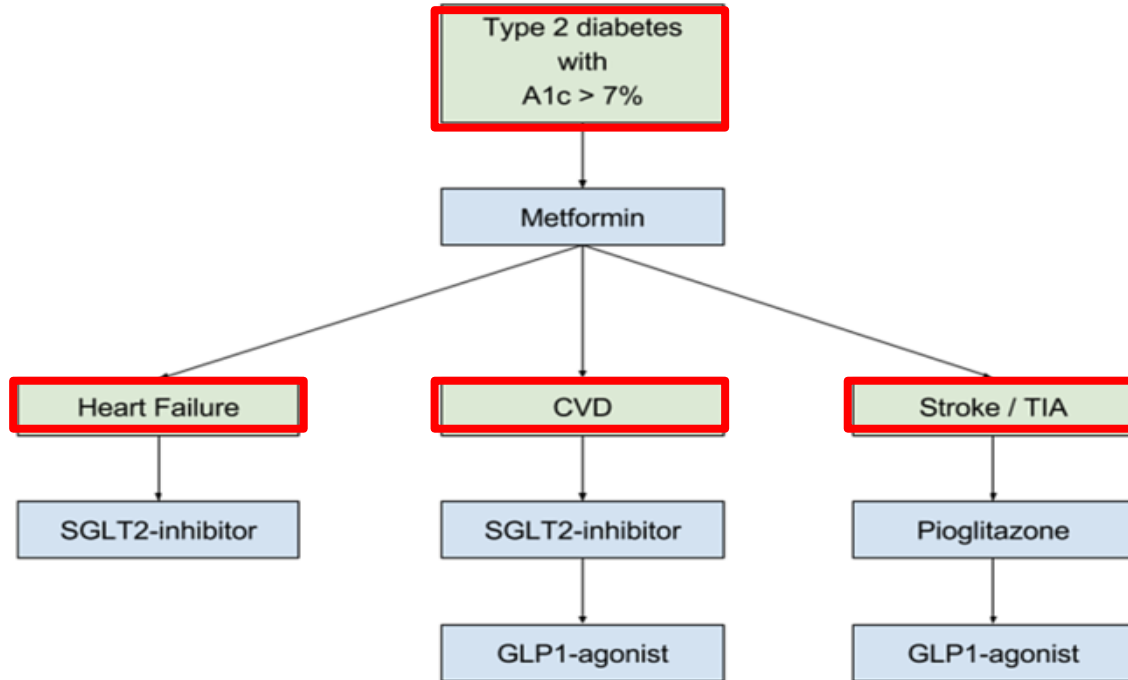 Type 2 diabetes
with
A1c > 7%
Metformin
Heart Failure
CVD
Stroke / TIA
SGLT2-inhibitor
SGLT2-inhibitor
Pioglitazone
GLP1-agonist
GLP1-agonist